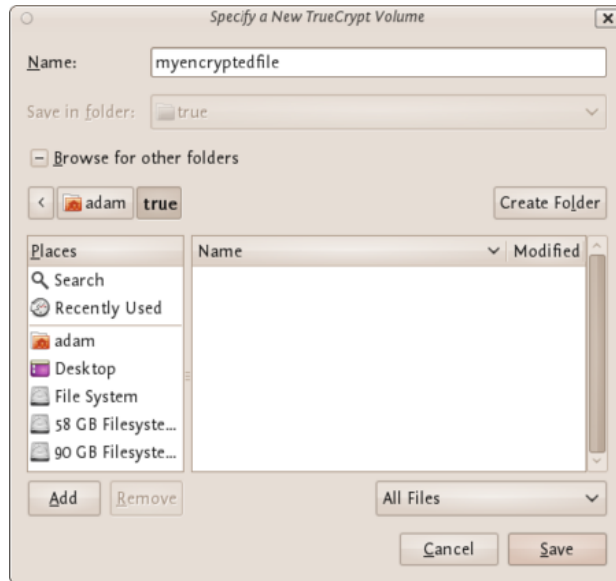 Specify a New TrueCrypt Volume
Name: myencryptedfile
Save in folder: true
Browse for other folders
adam true Create Folder
Places Name Modified
Search
Recently Used
adam
Desktop
File System
58 GB Filesyste...
90 GB Filesyste...
Add Remove All Files
Cancel Save